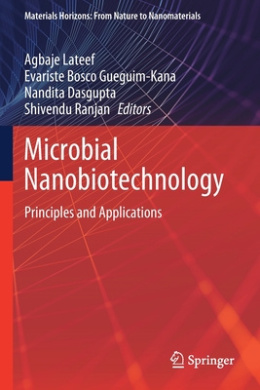 Materials Horizons: From Nature to Nanomaterials
Agbaje Lateef
Evariste Bosco Gueguim-Kana
Nandita Dasgupta
Shivendu Ranjan Editors
Microbial
Nanobiotechnology
Principles and Applications
Springer